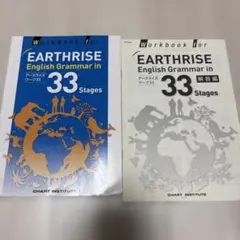 Workbook for
EARTHRISE
English Grammar in
アースライズ
ワーク33
33
Stages
CHART INSTITUTE
Workbook for
EARTHRISE
English Grammar in
アースライズ
ワーク33
33
解答編
Stages
CHART INSTITUTE